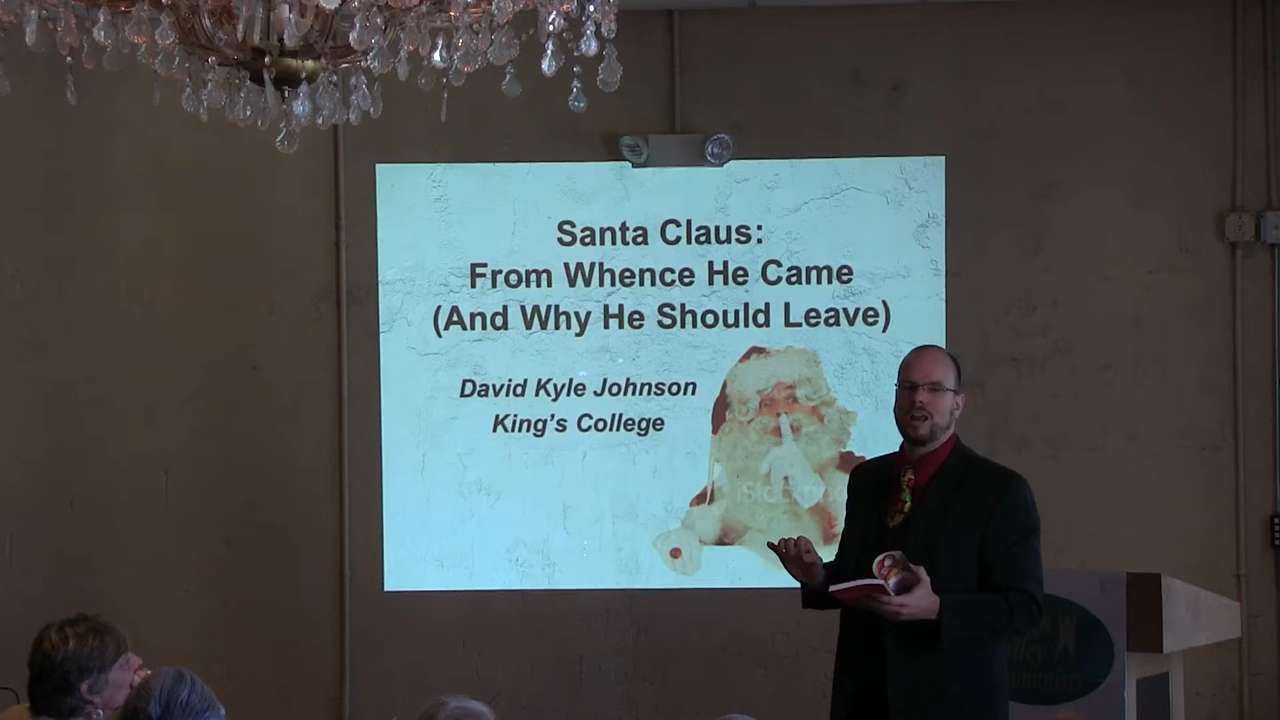 Santa Claus:
From Whence He Came
(And Why He Should Leave)
David Kyle Johnson
King's College